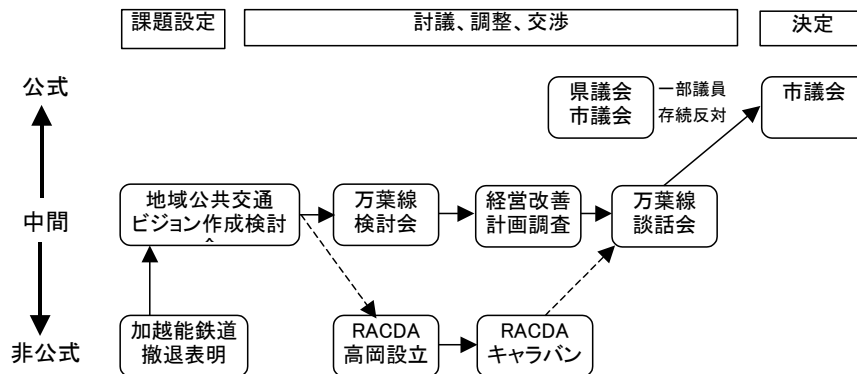 課題設定
討議、調整、交渉
決定
公式
中間
非公式
県議会
市議会
一部議員
存続反対
市議会
地域公共交通
ビジョン作成検討
万葉線
検討会
経営改善
計画調査
万葉線
談話会
加越能鉄道
撤退表明
RACDA
高岡設立
RACDA
キャラバン